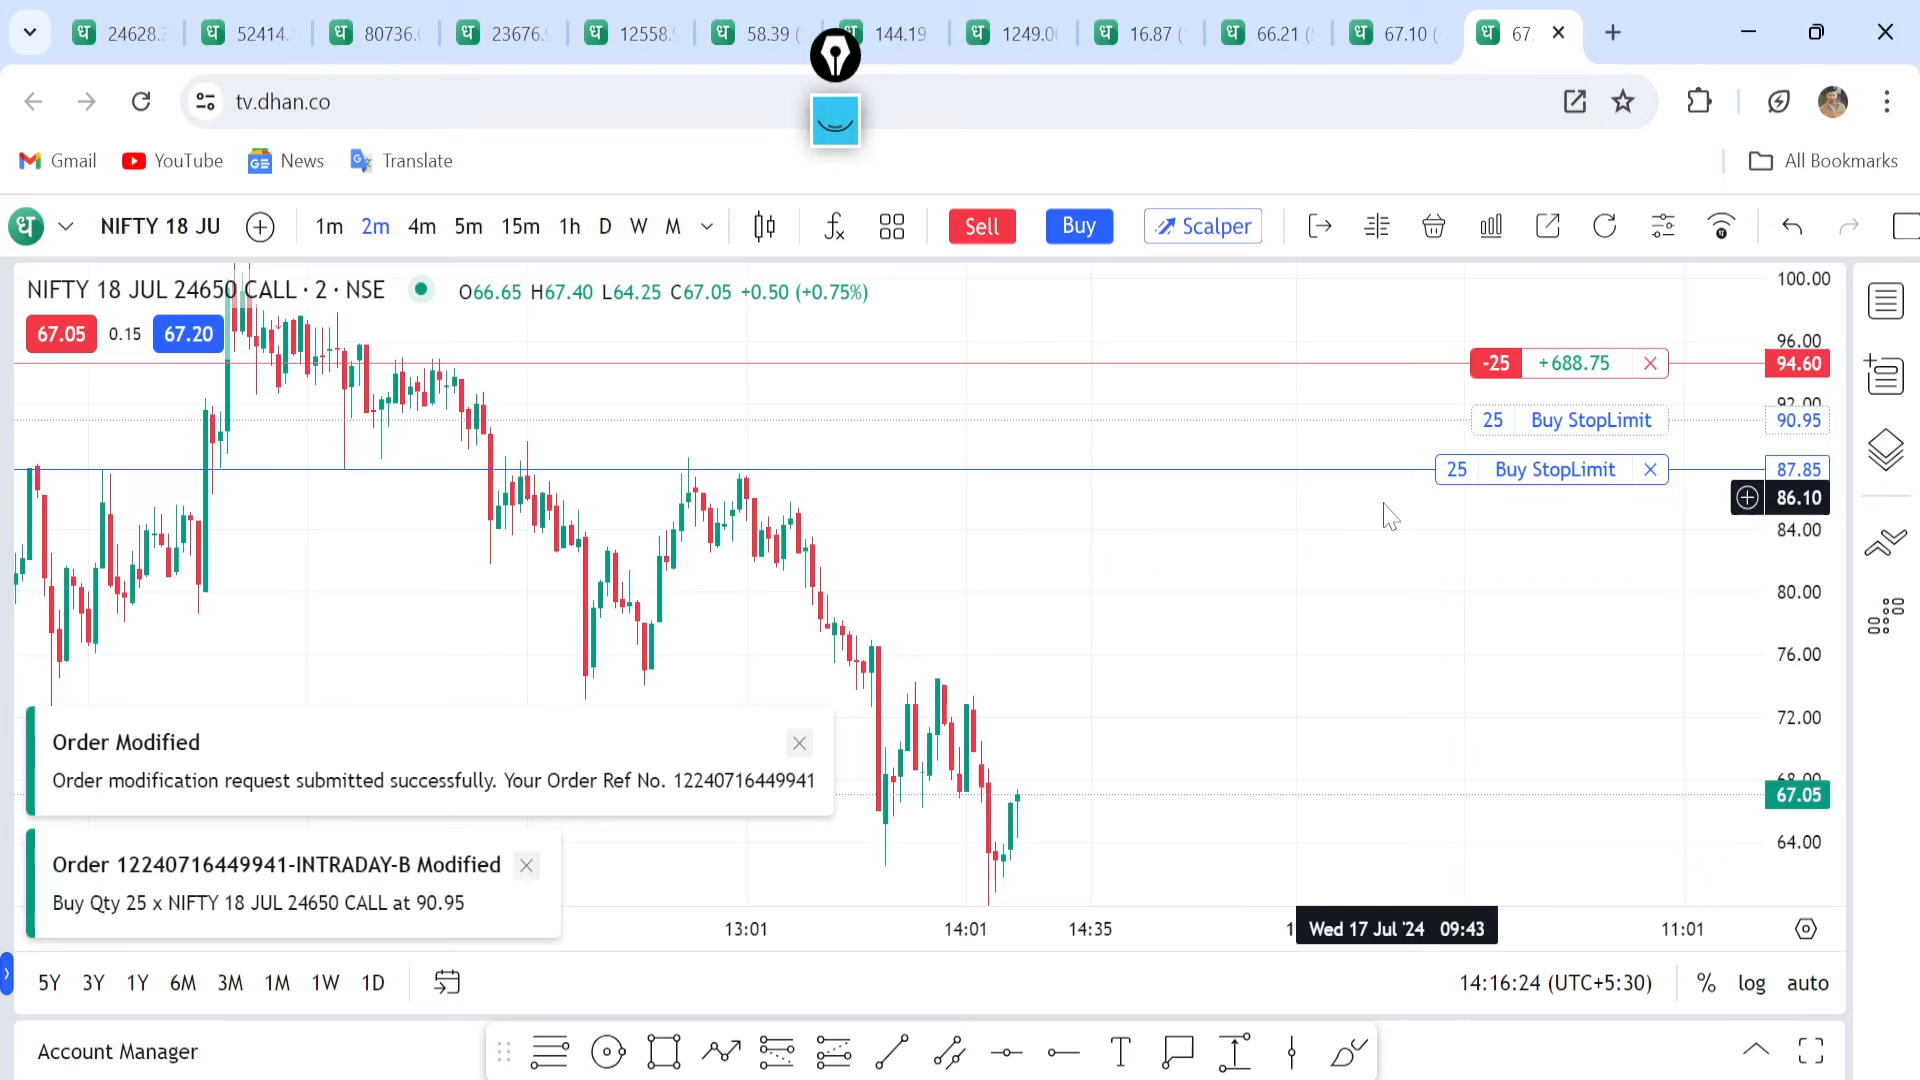 24628.
52414.
80736.
23676.
12558.
58.39
144.19
1249.0
16.87
66.21
67.10
67.
tv.dhan.co
Gmail
YouTube
News
Translate
All Bookmarks
ध
NIFTY 18 JU
1m 2m 4m 5m 15m 1h D W M
Sell
Buy
Scalper
NIFTY 18 JUL 24650 CALL · 2 · NSE
O66.65 H67.40 L64.25 C67.05 +0.50 (+0.75%)
67.05 0.15 67.20
100.00
96.00
-25 +688.75
94.60
92.00
25 Buy StopLimit
90.95
25 Buy StopLimit
87.85
86.10
84.00
80.00
76.00
72.00
68.00
67.05
64.00
Order Modified
Order modification request submitted successfully. Your Order Ref No. 12240716449941
Order 12240716449941-INTRADAY-B Modified
Buy Qty 25 x NIFTY 18 JUL 24650 CALL at 90.95
13:01 14:01 14:35 1 Wed 17 Jul '24 09:43 11:01
5Y 3Y 1Y 6M 3M 1M 1W 1D
14:16:24 (UTC+5:30) % log auto
Account Manager